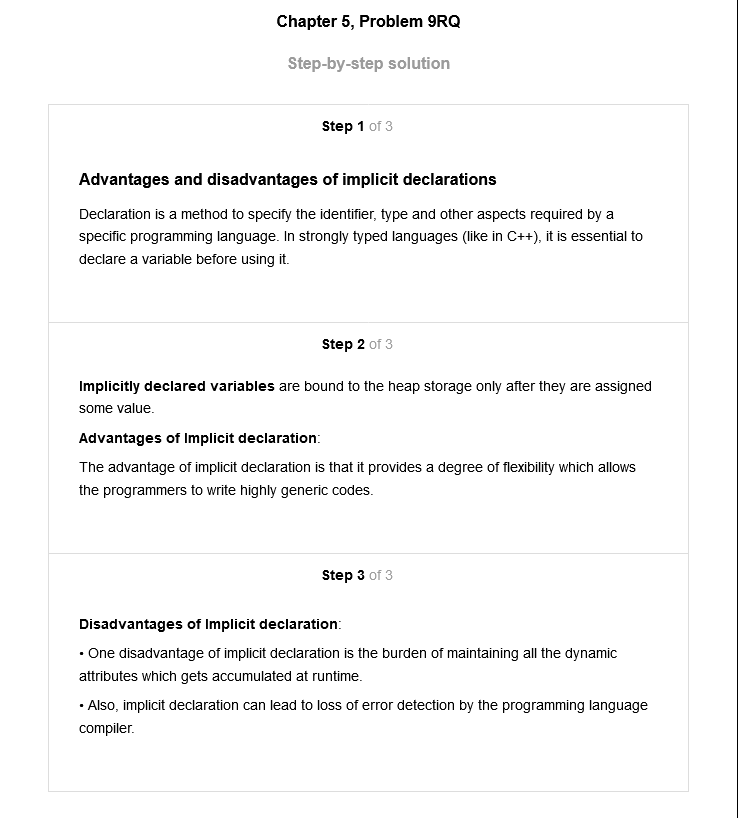 Chapter 5, Problem 9RQ
Step-by-step solution
Step 1 of 3
Advantages and disadvantages of implicit declarations
Declaration is a method to specify the identifier, type and other aspects required by a
specific programming language. In strongly typed languages (like in C++), it is essential to
declare a variable before using it.
Step 2 of 3
Implicitly declared variables are bound to the heap storage only after they are assigned
some value.
Advantages of Implicit declaration:
The advantage of implicit declaration is that it provides a degree of flexibility which allows
the programmers to write highly generic codes.
Step 3 of 3
Disadvantages of Implicit declaration:
• One disadvantage of implicit declaration is the burden of maintaining all the dynamic
attributes which gets accumulated at runtime.
• Also, implicit declaration can lead to loss of error detection by the programming language
compiler.